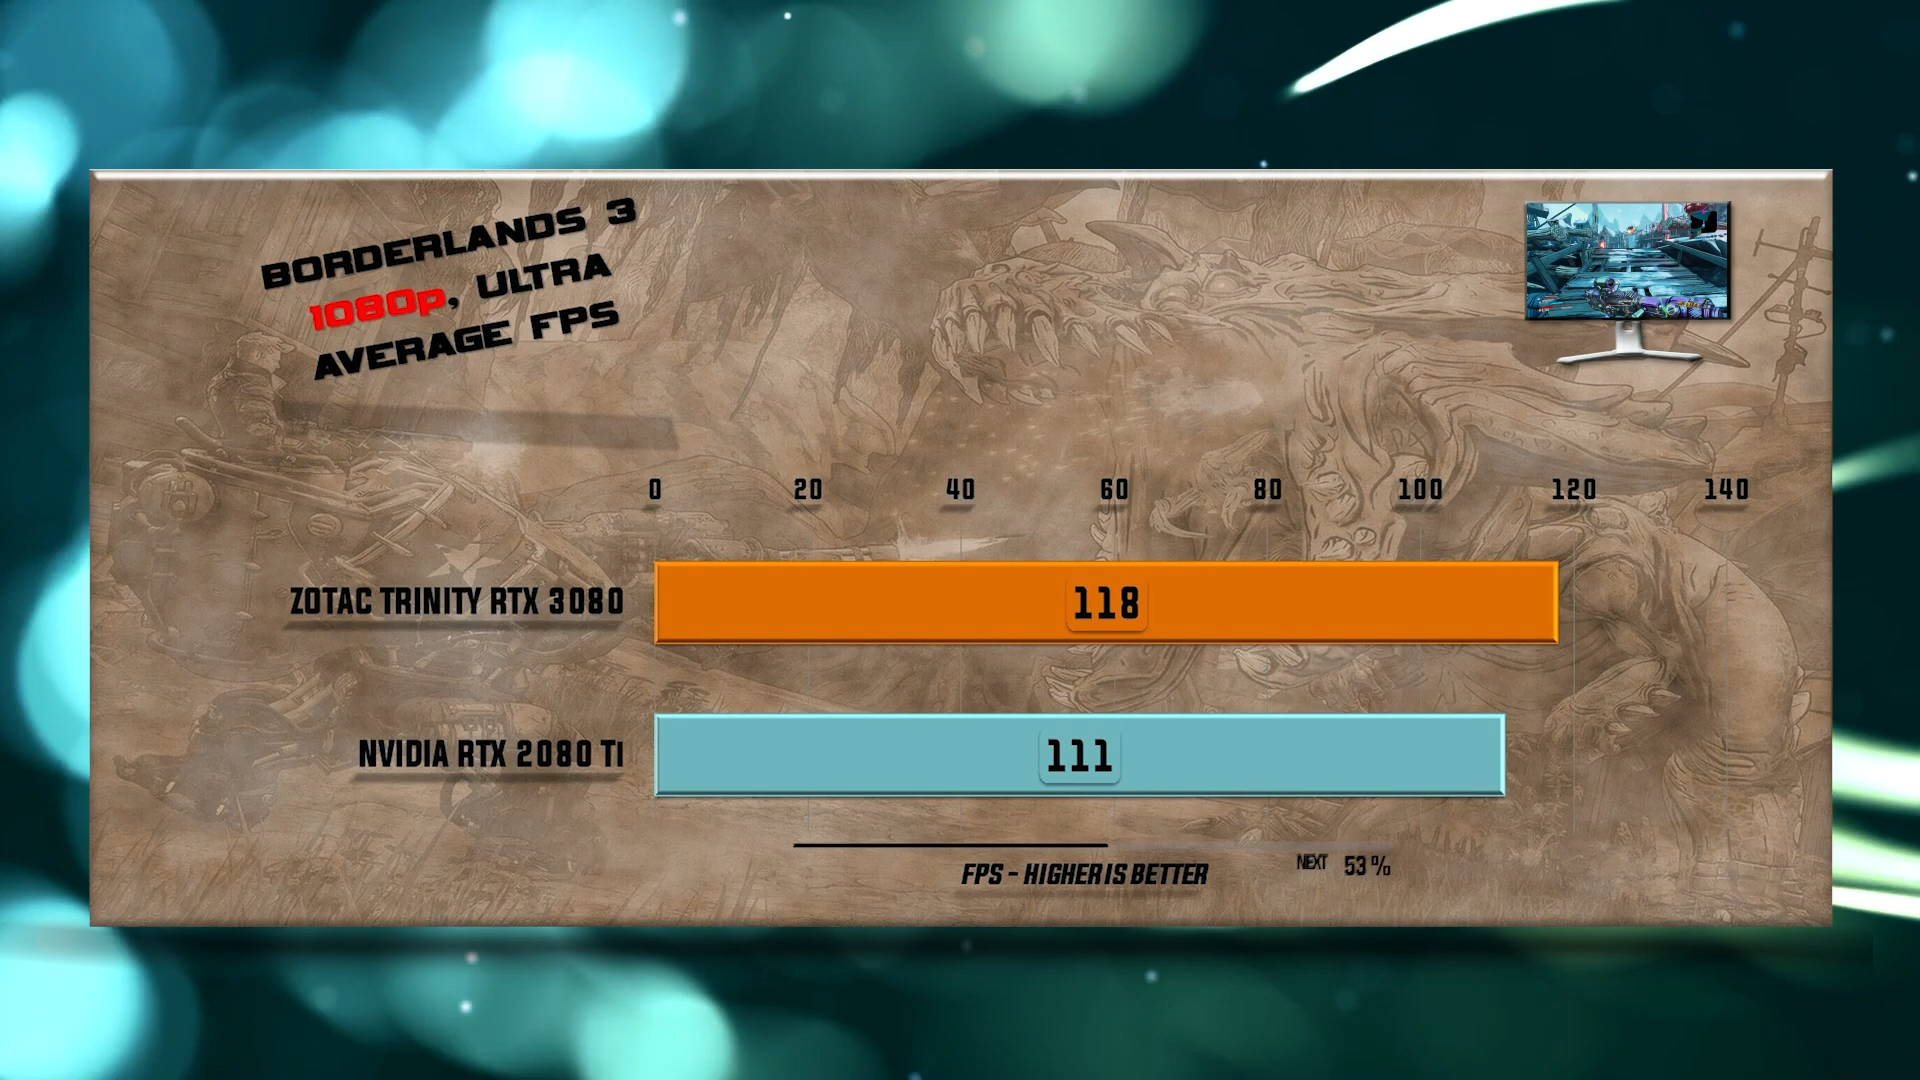 BORDERLANDS 3
1080p, ULTRA
AVERAGE FPS
0 20 40 60 80 100 120 140
ZOTAC TRINITY RTX 3080 118
NVIDIA RTX 2080 TI 111
FPS - HIGHER IS BETTER
NEXT 53%